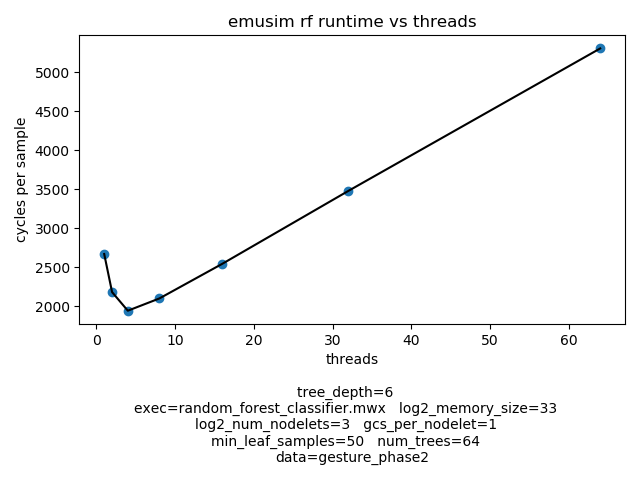 emusim rf runtime vs threads
5000
4500
4000
3500
3000
2500
2000
cycles per sample
0 10 20 30 40 50 60
threads
tree_depth=6
exec=random_forest_classifier.mwx log2_memory_size=33
log2_num_nodelets=3 gcs_per_nodelet=1
min_leaf_samples=50 num_trees=64
data=gesture_phase2